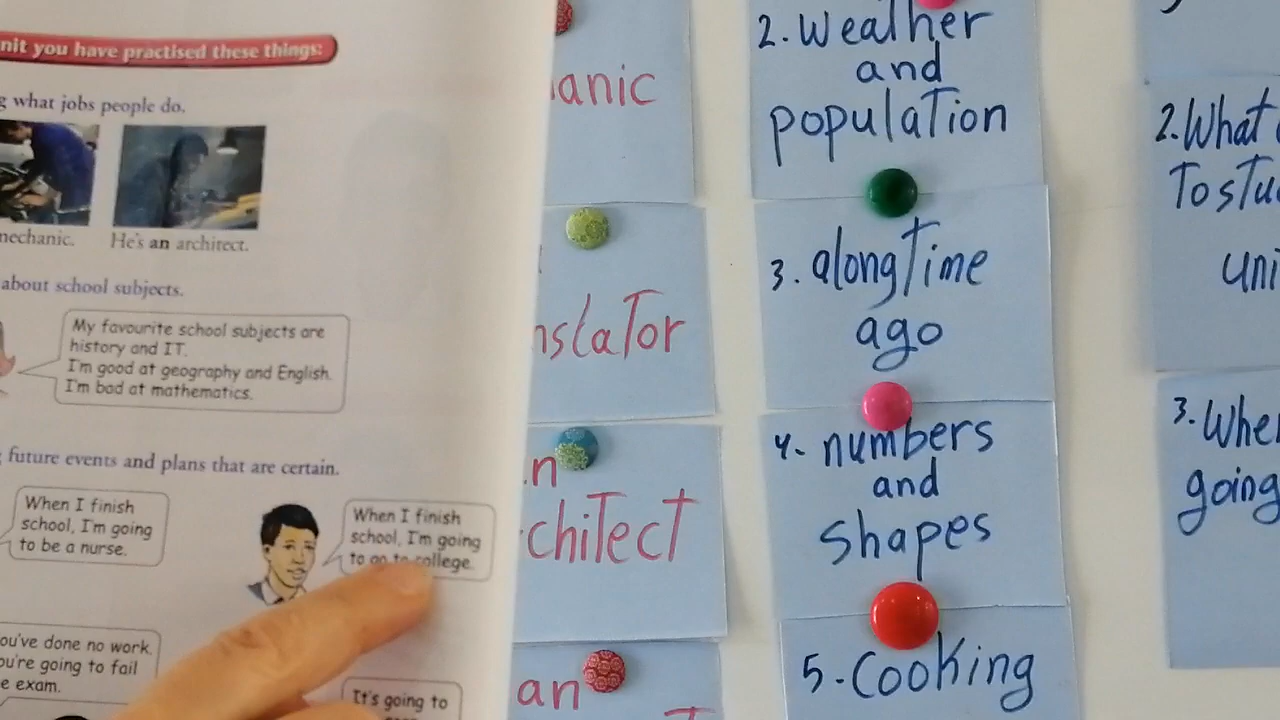 nit you have practised these things:
what jobs people do.
mechanic.
He's an architect.
about school subjects.
My favourite school subjects are
history and IT.
I'm good at geography and English.
I'm bad at mathematics.
future events and plans that are certain.
When I finish
school, I'm going
to be a nurse.
When I finish
school, I'm going
to go to college.
ou've done no work.
ou're going to fail
e exam.
It's going to
anic
nslator
n
chitect
an
2. Weather
and
population
3. a long time
ago
4. numbers
and
shapes
5. Cooking
2. What
To stu
uni
3. Whe
going